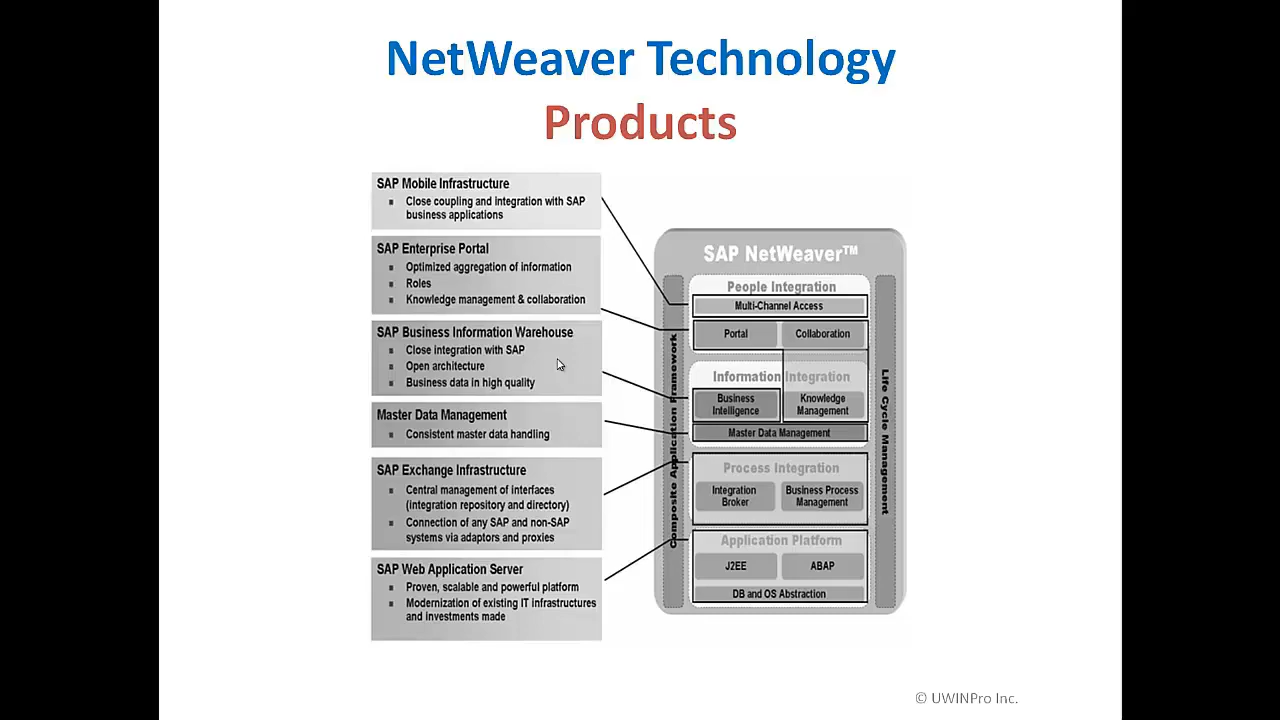 NetWeaver Technology
Products
SAP Mobile Infrastructure
▪ Close coupling and integration with SAP
business applications
SAP Enterprise Portal
▪ Optimized aggregation of information
▪ Roles
▪ Knowledge management & collaboration
SAP Business Information Warehouse
▪ Close integration with SAP
▪ Open architecture
▪ Business data in high quality
Master Data Management
▪ Consistent master data handling
SAP Exchange Infrastructure
▪ Central management of interfaces
(integration repository and directory)
▪ Connection of any SAP and non-SAP
systems via adaptors and proxies
SAP Web Application Server
▪ Proven, scalable and powerful platform
▪ Modernization of existing IT infrastructures
and investments made
SAP NetWeaver™
Composite Application Framework
People Integration
Multi-Channel Access
Portal
Collaboration
Information Integration
Business
Intelligence
Knowledge
Management
Master Data Management
Process Integration
Integration
Broker
Business Process
Management
Application Platform
J2EE
ABAP
DB and OS Abstraction
Life Cycle Management
© UWINPro Inc.